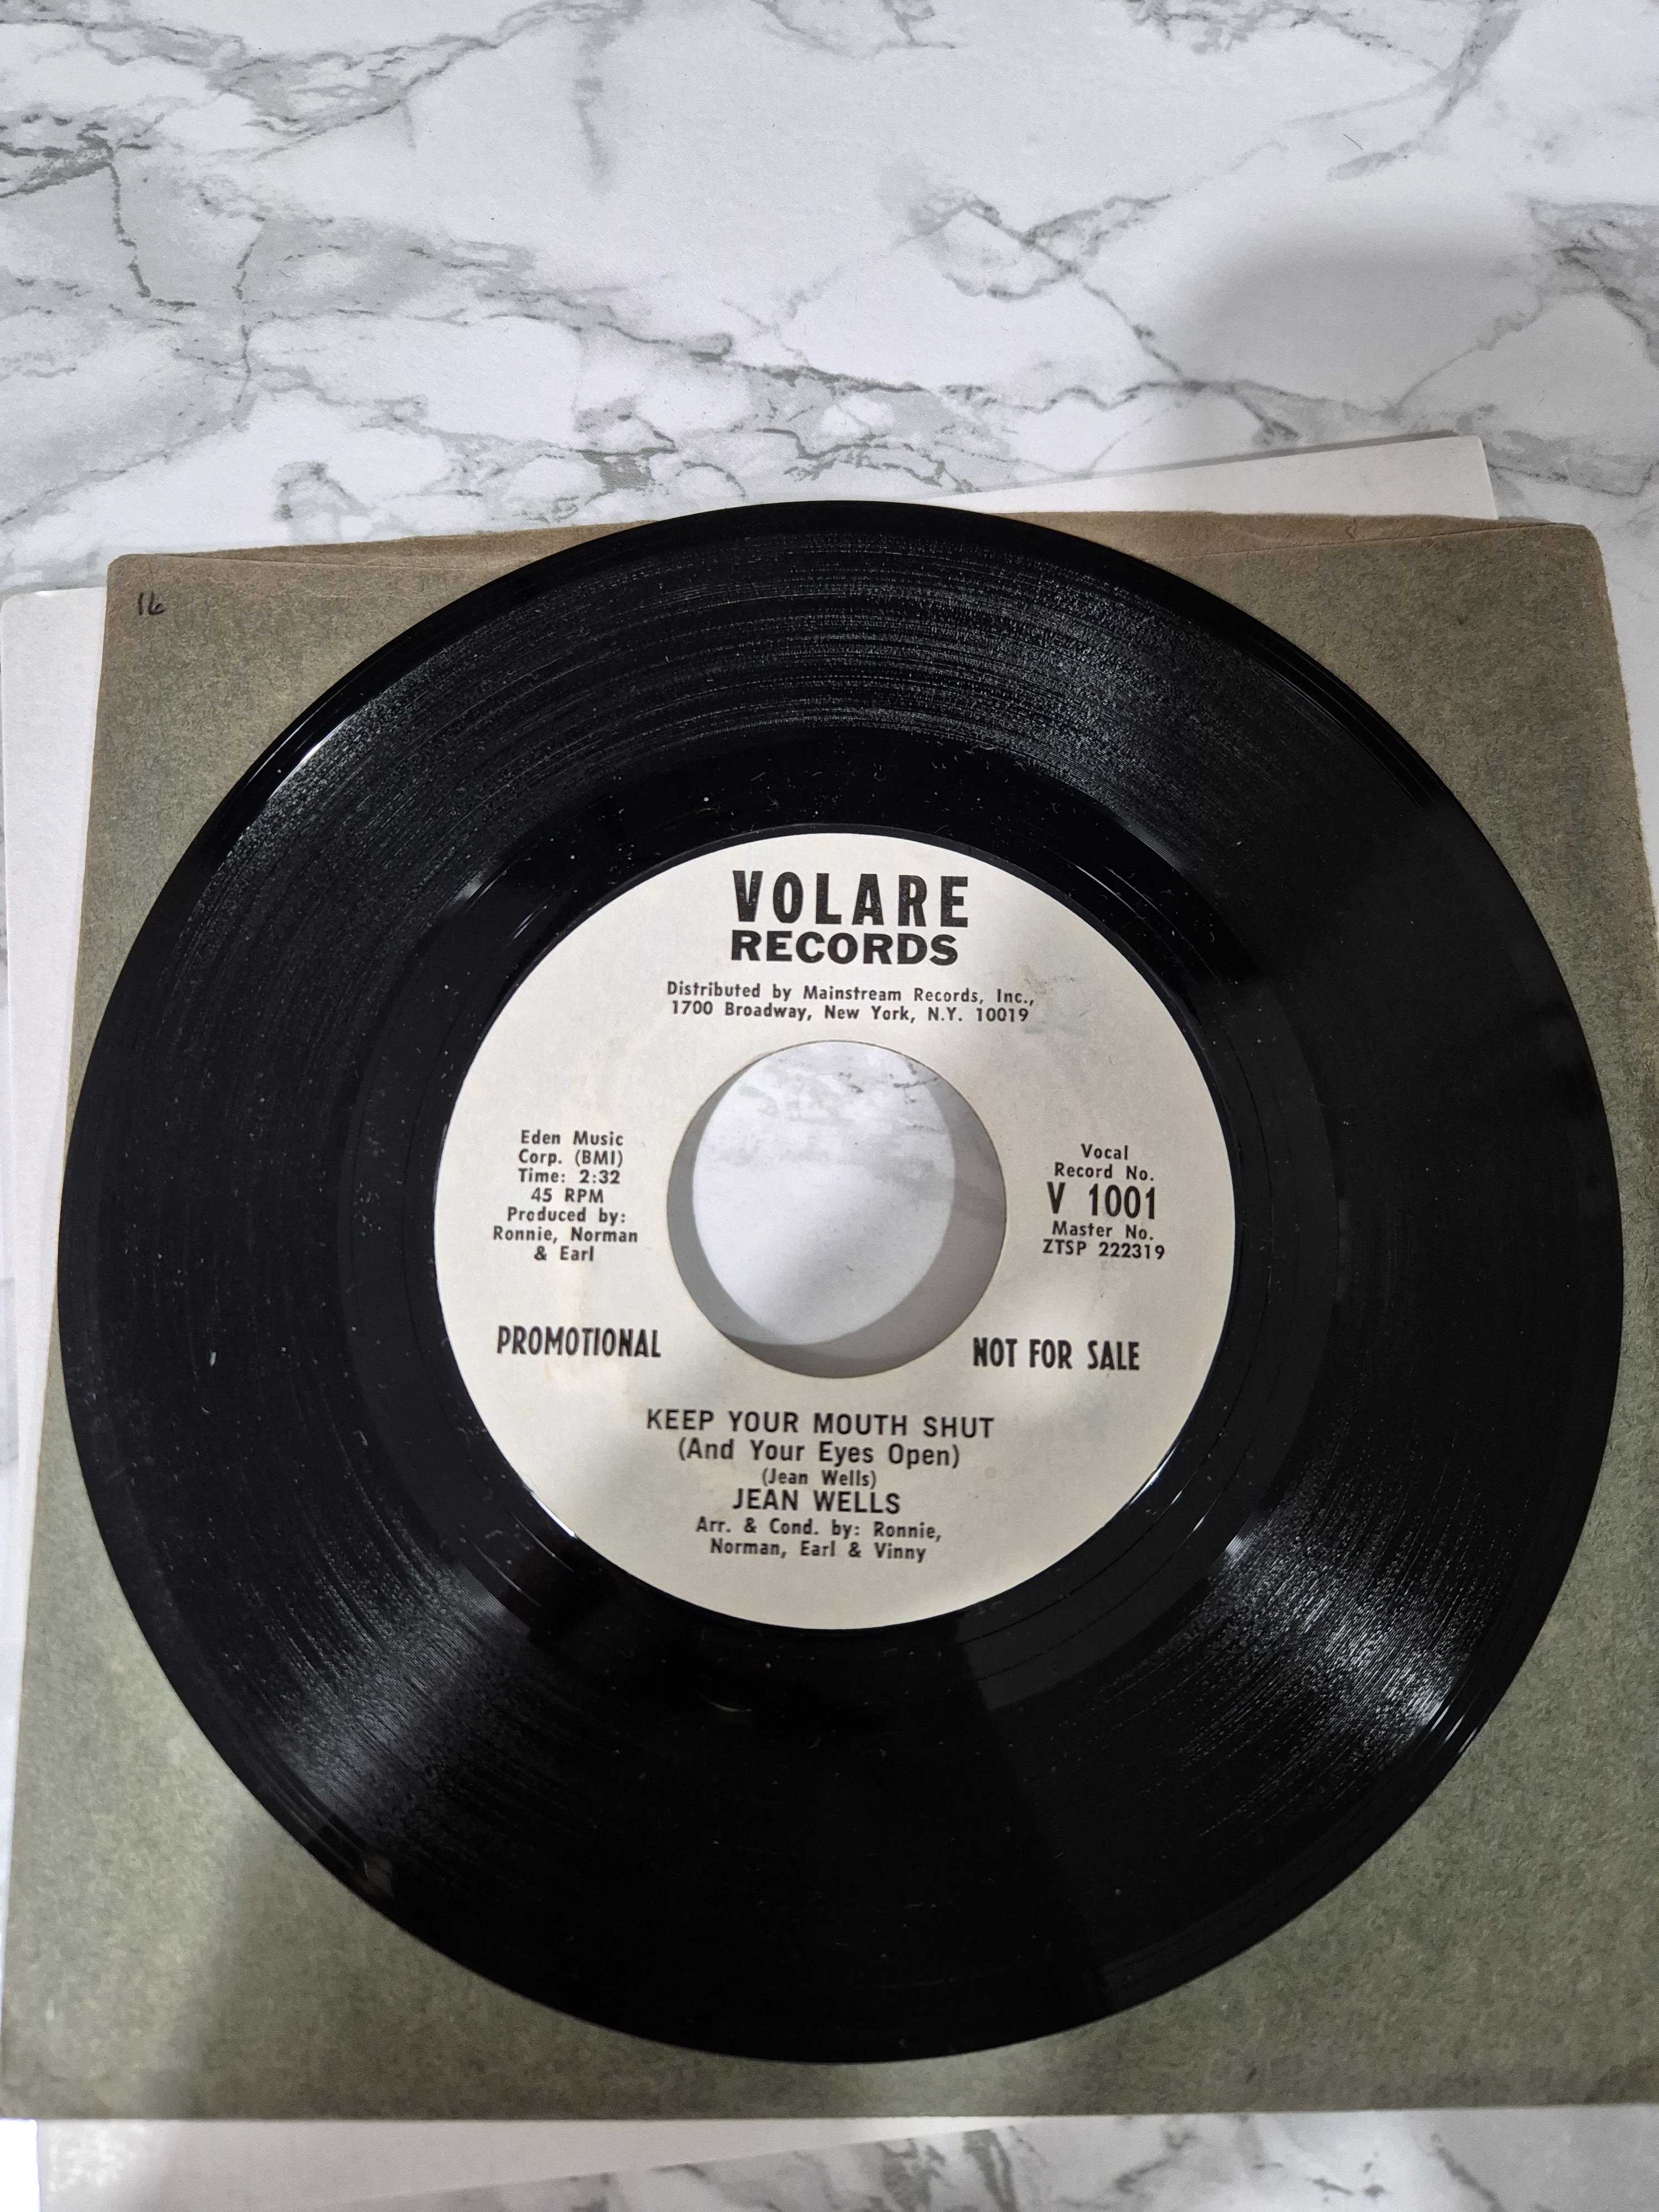 16
VOLARE
RECORDS
Distributed by Mainstream Records, Inc.,
1700 Broadway, New York, N.Y. 10019
Eden Music
Corp. (BMI)
Time: 2:32
45 RPM
Produced by:
Ronnie, Norman
& Earl
Vocal
Record No.
V 1001
Master No.
ZTSP 222319
PROMOTIONAL
NOT FOR SALE
KEEP YOUR MOUTH SHUT
(And Your Eyes Open)
(Jean Wells)
JEAN WELLS
Arr. & Cond. by: Ronnie,
Norman, Earl & Vinny